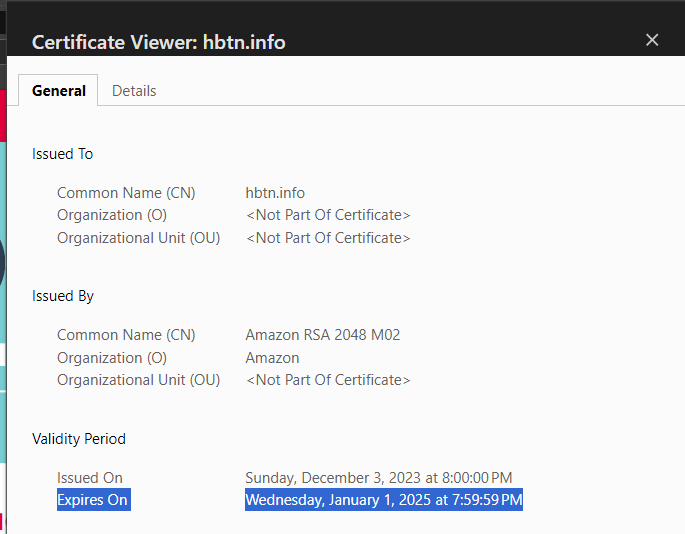 Certificate Viewer: hbtn.info
General Details
Issued To
Common Name (CN) hbtn.info
Organization (O) <Not Part Of Certificate>
Organizational Unit (OU) <Not Part Of Certificate>
Issued By
Common Name (CN) Amazon RSA 2048 M02
Organization (O) Amazon
Organizational Unit (OU) <Not Part Of Certificate>
Validity Period
Issued On Sunday, December 3, 2023 at 8:00:00 PM
Expires On Wednesday, January 1, 2025 at 7:59:59 PM